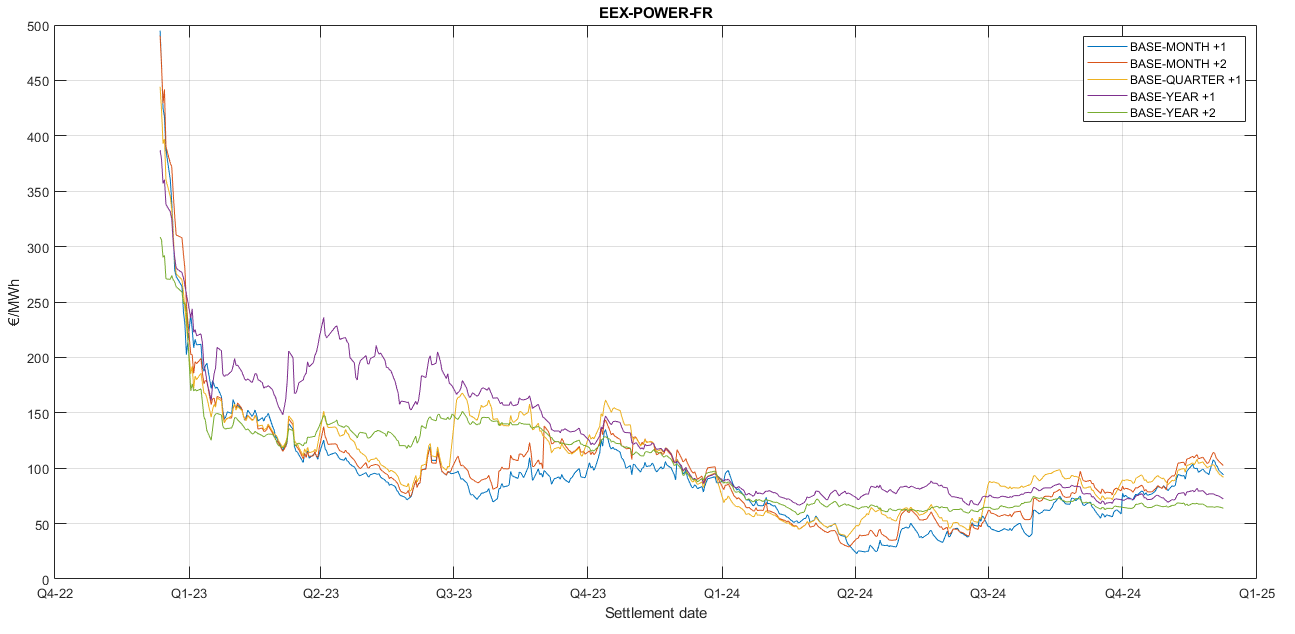 EEX-POWER-FR
500
450
400
350
300
250
200
150
100
50
0
€/MWh
BASE-MONTH +1
BASE-MONTH +2
BASE-QUARTER +1
BASE-YEAR +1
BASE-YEAR +2
Q4-22 Q1-23 Q2-23 Q3-23 Q4-23 Q1-24 Q2-24 Q3-24 Q4-24 Q1-25
Settlement date